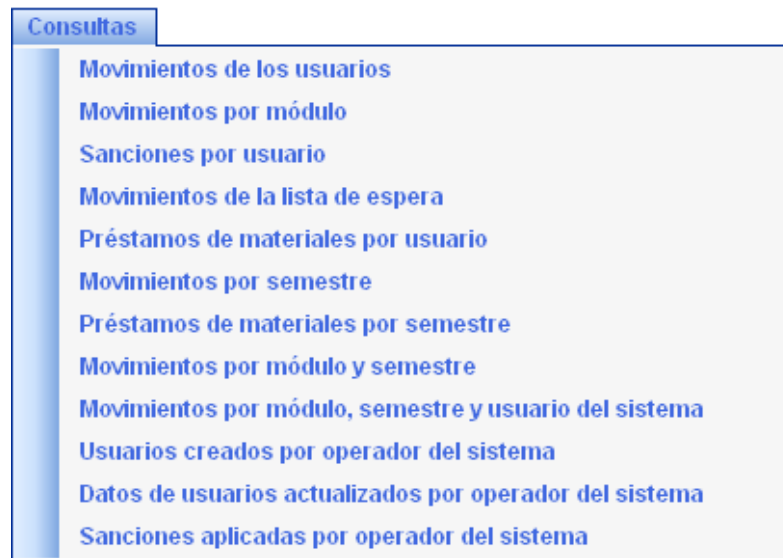 Consultas
Movimientos de los usuarios
Movimientos por módulo
Sanciones por usuario
Movimientos de la lista de espera
Préstamos de materiales por usuario
Movimientos por semestre
Préstamos de materiales por semestre
Movimientos por módulo y semestre
Movimientos por módulo, semestre y usuario del sistema
Usuarios creados por operador del sistema
Datos de usuarios actualizados por operador del sistema
Sanciones aplicadas por operador del sistema